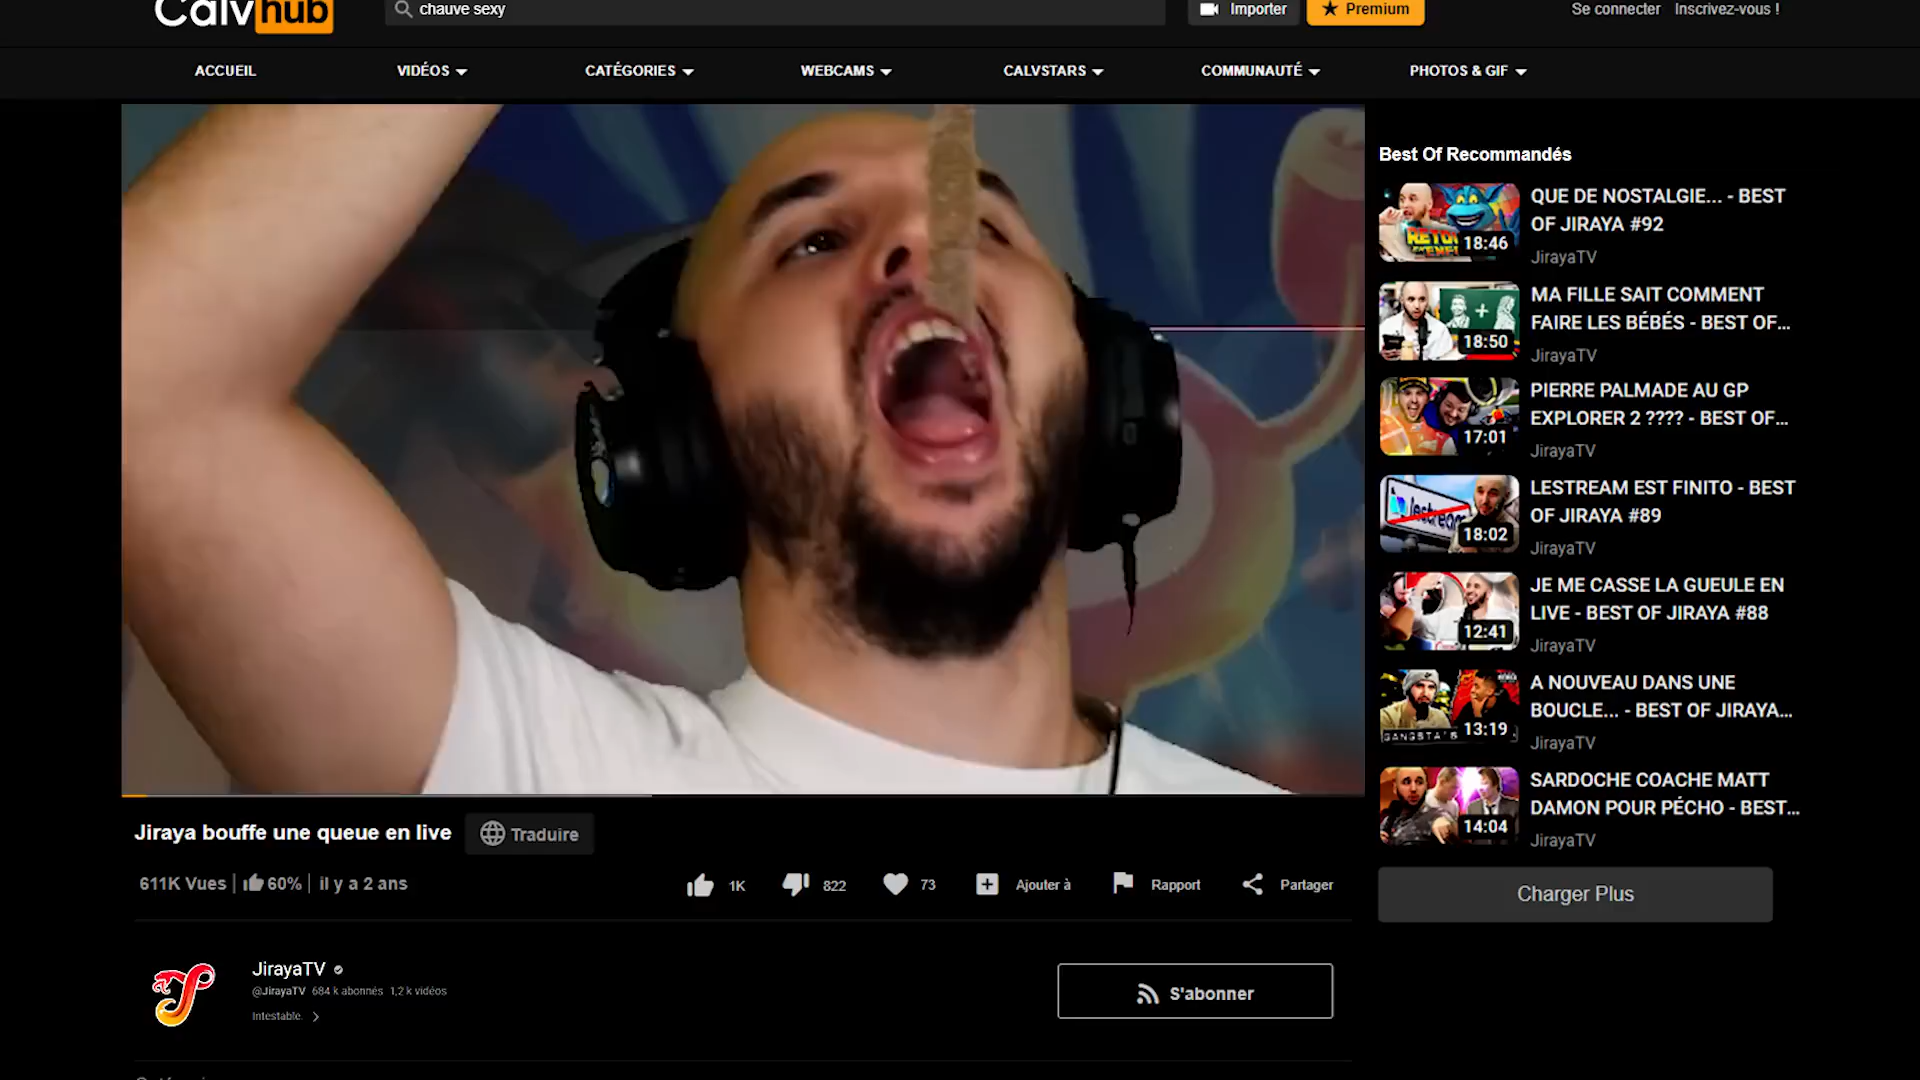 Calvhub
chauve sexy
Importer
Premium
Se connecter
Inscrivez-vous !
ACCUEIL
VIDÉOS
CATÉGORIES
WEBCAMS
CALVSTARS
COMMUNAUTÉ
PHOTOS & GIF
Best Of Recommandés
18:46
QUE DE NOSTALGIE... - BEST
OF JIRAYA #92
JirayaTV
18:50
MA FILLE SAIT COMMENT
FAIRE LES BÉBÉS - BEST OF...
JirayaTV
17:01
PIERRE PALMADE AU GP
EXPLORER 2 ???? - BEST OF...
JirayaTV
18:02
LESTREAM EST FINITO - BEST
OF JIRAYA #89
JirayaTV
12:41
JE ME CASSE LA GUEULE EN
LIVE - BEST OF JIRAYA #88
JirayaTV
GANGSTA'S
13:19
A NOUVEAU DANS UNE
BOUCLE... - BEST OF JIRAYA...
JirayaTV
14:04
SARDOCHE COACHE MATT
DAMON POUR PÉCHO - BEST...
JirayaTV
Charger Plus
Jiraya bouffe une queue en live
Traduire
611K Vues | 60% | il y a 2 ans
1K
822
73
Ajouter à
Rapport
Partager
JirayaTV
@JirayaTV 684 k abonnés 1,2 k vidéos
Intestable.
S'abonner